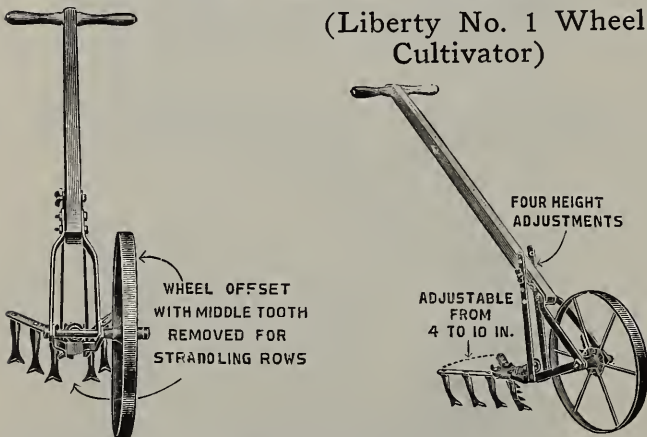 (Liberty No. 1 Wheel
Cultivator)
WHEEL OFFSET
WITH MIDDLE TOOTH
REMOVED FOR
STRADLING ROWS
FOUR HEIGHT
ADJUSTMENTS
ADJUSTABLE
FROM
4 TO 10 IN.